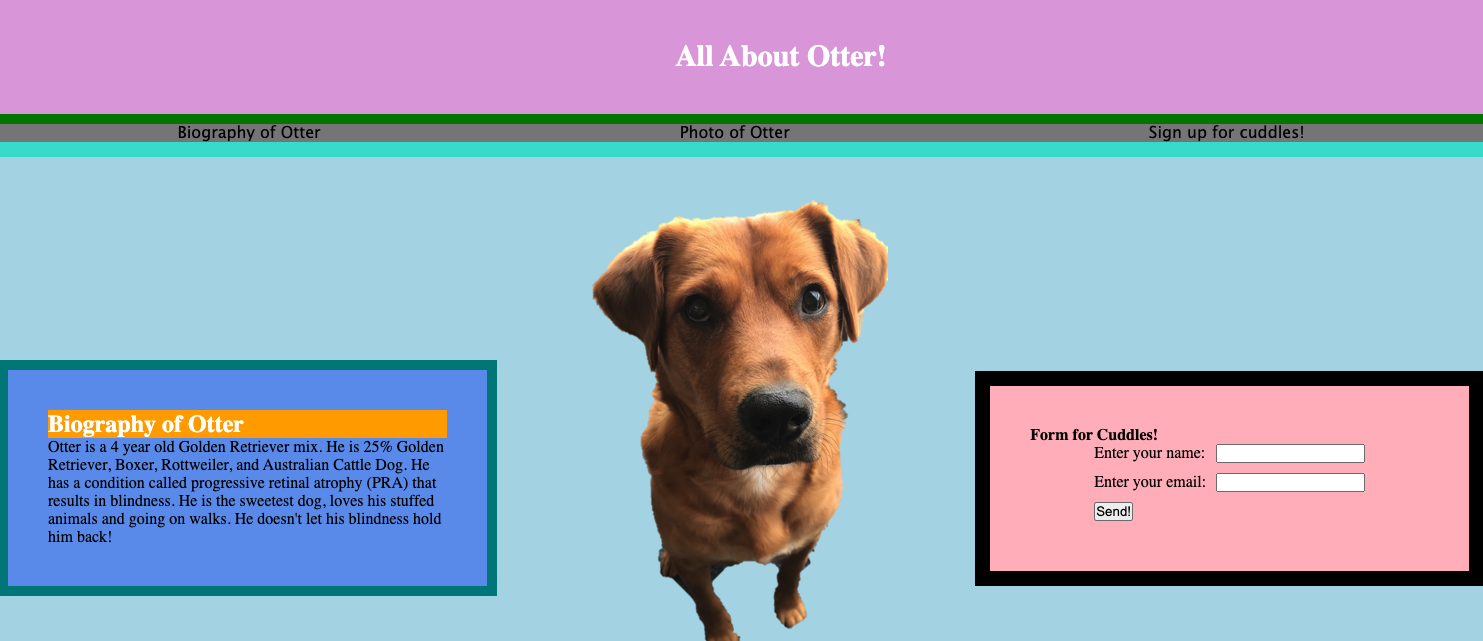 All About Otter!
Biography of Otter
Photo of Otter
Sign up for cuddles!
Biography of Otter
Otter is a 4 year old Golden Retriever mix. He is 25% Golden
Retriever, Boxer, Rottweiler, and Australian Cattle Dog. He
has a condition called progressive retinal atrophy (PRA) that
results in blindness. He is the sweetest dog, loves his stuffed
animals and going on walks. He doesn't let his blindness hold
him back!
Form for Cuddles!
Enter your name:
Enter your email:
Send!